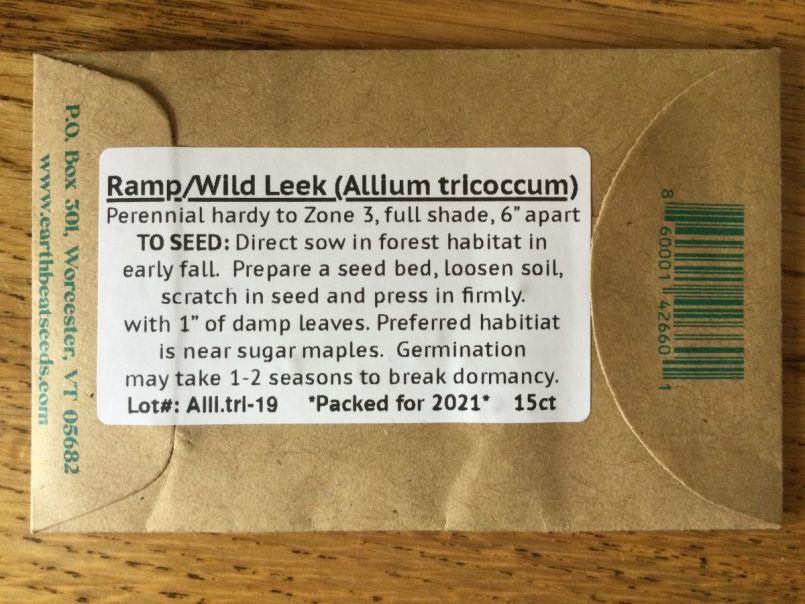 P.O. Box 301, Worcester, VT 05682
www.earthbeatseeds.com
Ramp/Wild Leek (Allium tricoccum)
Perennial hardy to Zone 3, full shade, 6" apart
TO SEED: Direct sow in forest habitat in
early fall. Prepare a seed bed, loosen soil,
scratch in seed and press in firmly.
with 1” of damp leaves. Preferred habitiat
is near sugar maples. Germination
may take 1-2 seasons to break dormancy.
Lot#: Alll.trl-19 *Packed for 2021* 15ct
8 60001 42660 1